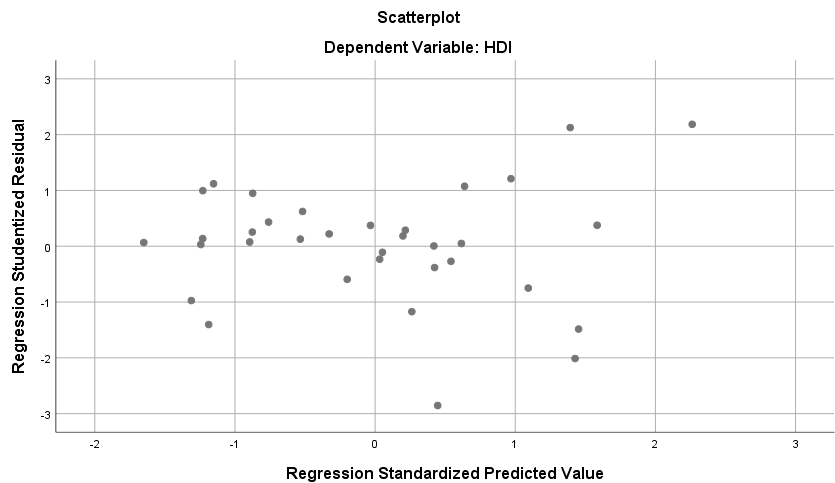 Scatterplot
Dependent Variable: HDI
Regression Studentized Residual
3
2
1
0
-1
-2
-3
-2 -1 0 1 2 3
Regression Standardized Predicted Value